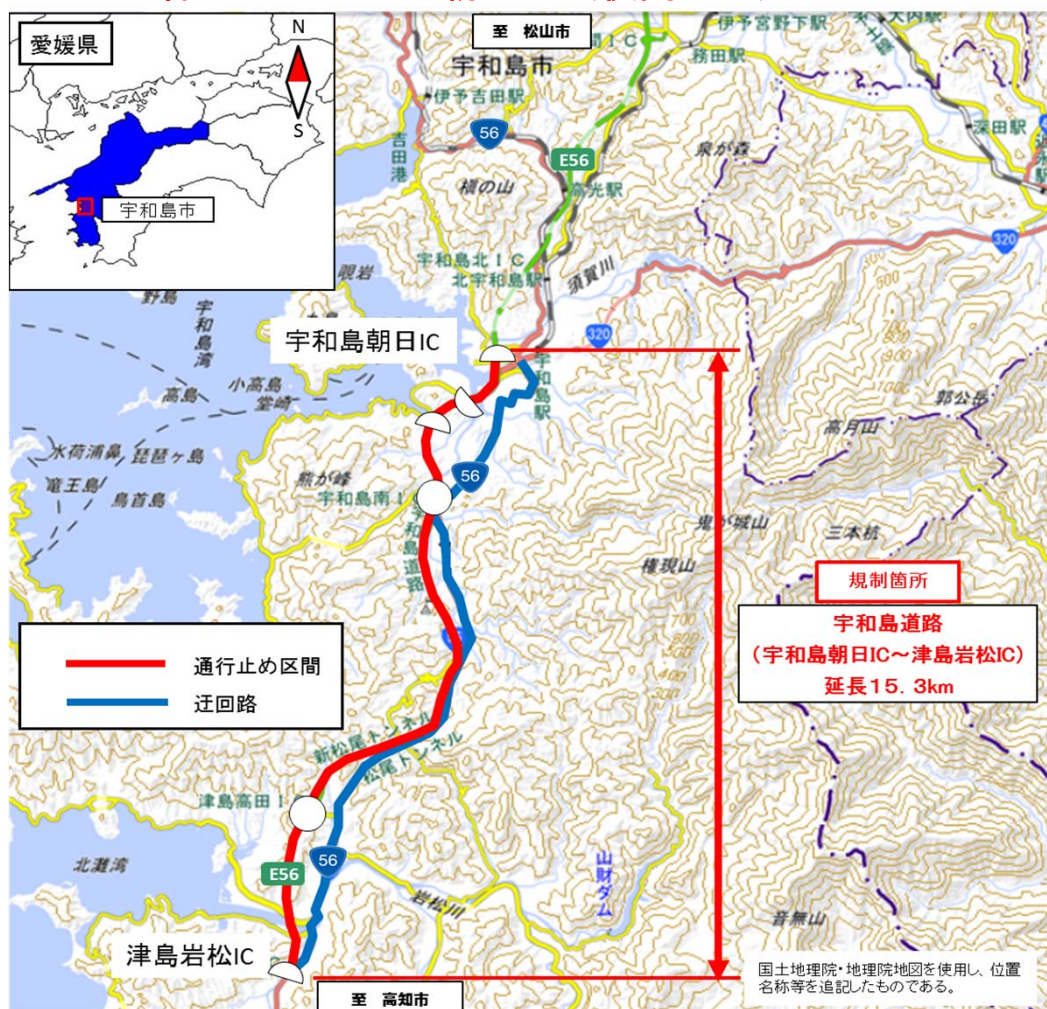 愛媛県
N
S
宇和島市
至 松山市
伊予宮野下駅
務田駅
宇和島市
伊予吉田駅
吉田港
56
E56
深田駅
泉が森
槇の山
高光駅
宇和島北IC
北宇和島駅
須賀川
320
320
覗岩
野島
宇和島湾
宇和島朝日IC
宇和島駅
小高島
高島
堂崎
郭公岳
高月山
水荷浦鼻
琵琶ヶ島
竜王島
鳥首島
熊が峰
56
宇和島南I
宇和島道路
鬼が城山
三本杭
権現山
規制箇所
宇和島道路
(宇和島朝日IC～津島岩松IC)
延長15.3km
通行止め区間
迂回路
新松尾トンネル
松尾トンネル
津島高田I
56
E56
北灘湾
岩松川
山財ダム
音無山
津島岩松IC
至 高知市
国土地理院・地理院地図を使用し、位置
名称等を追記したものである。